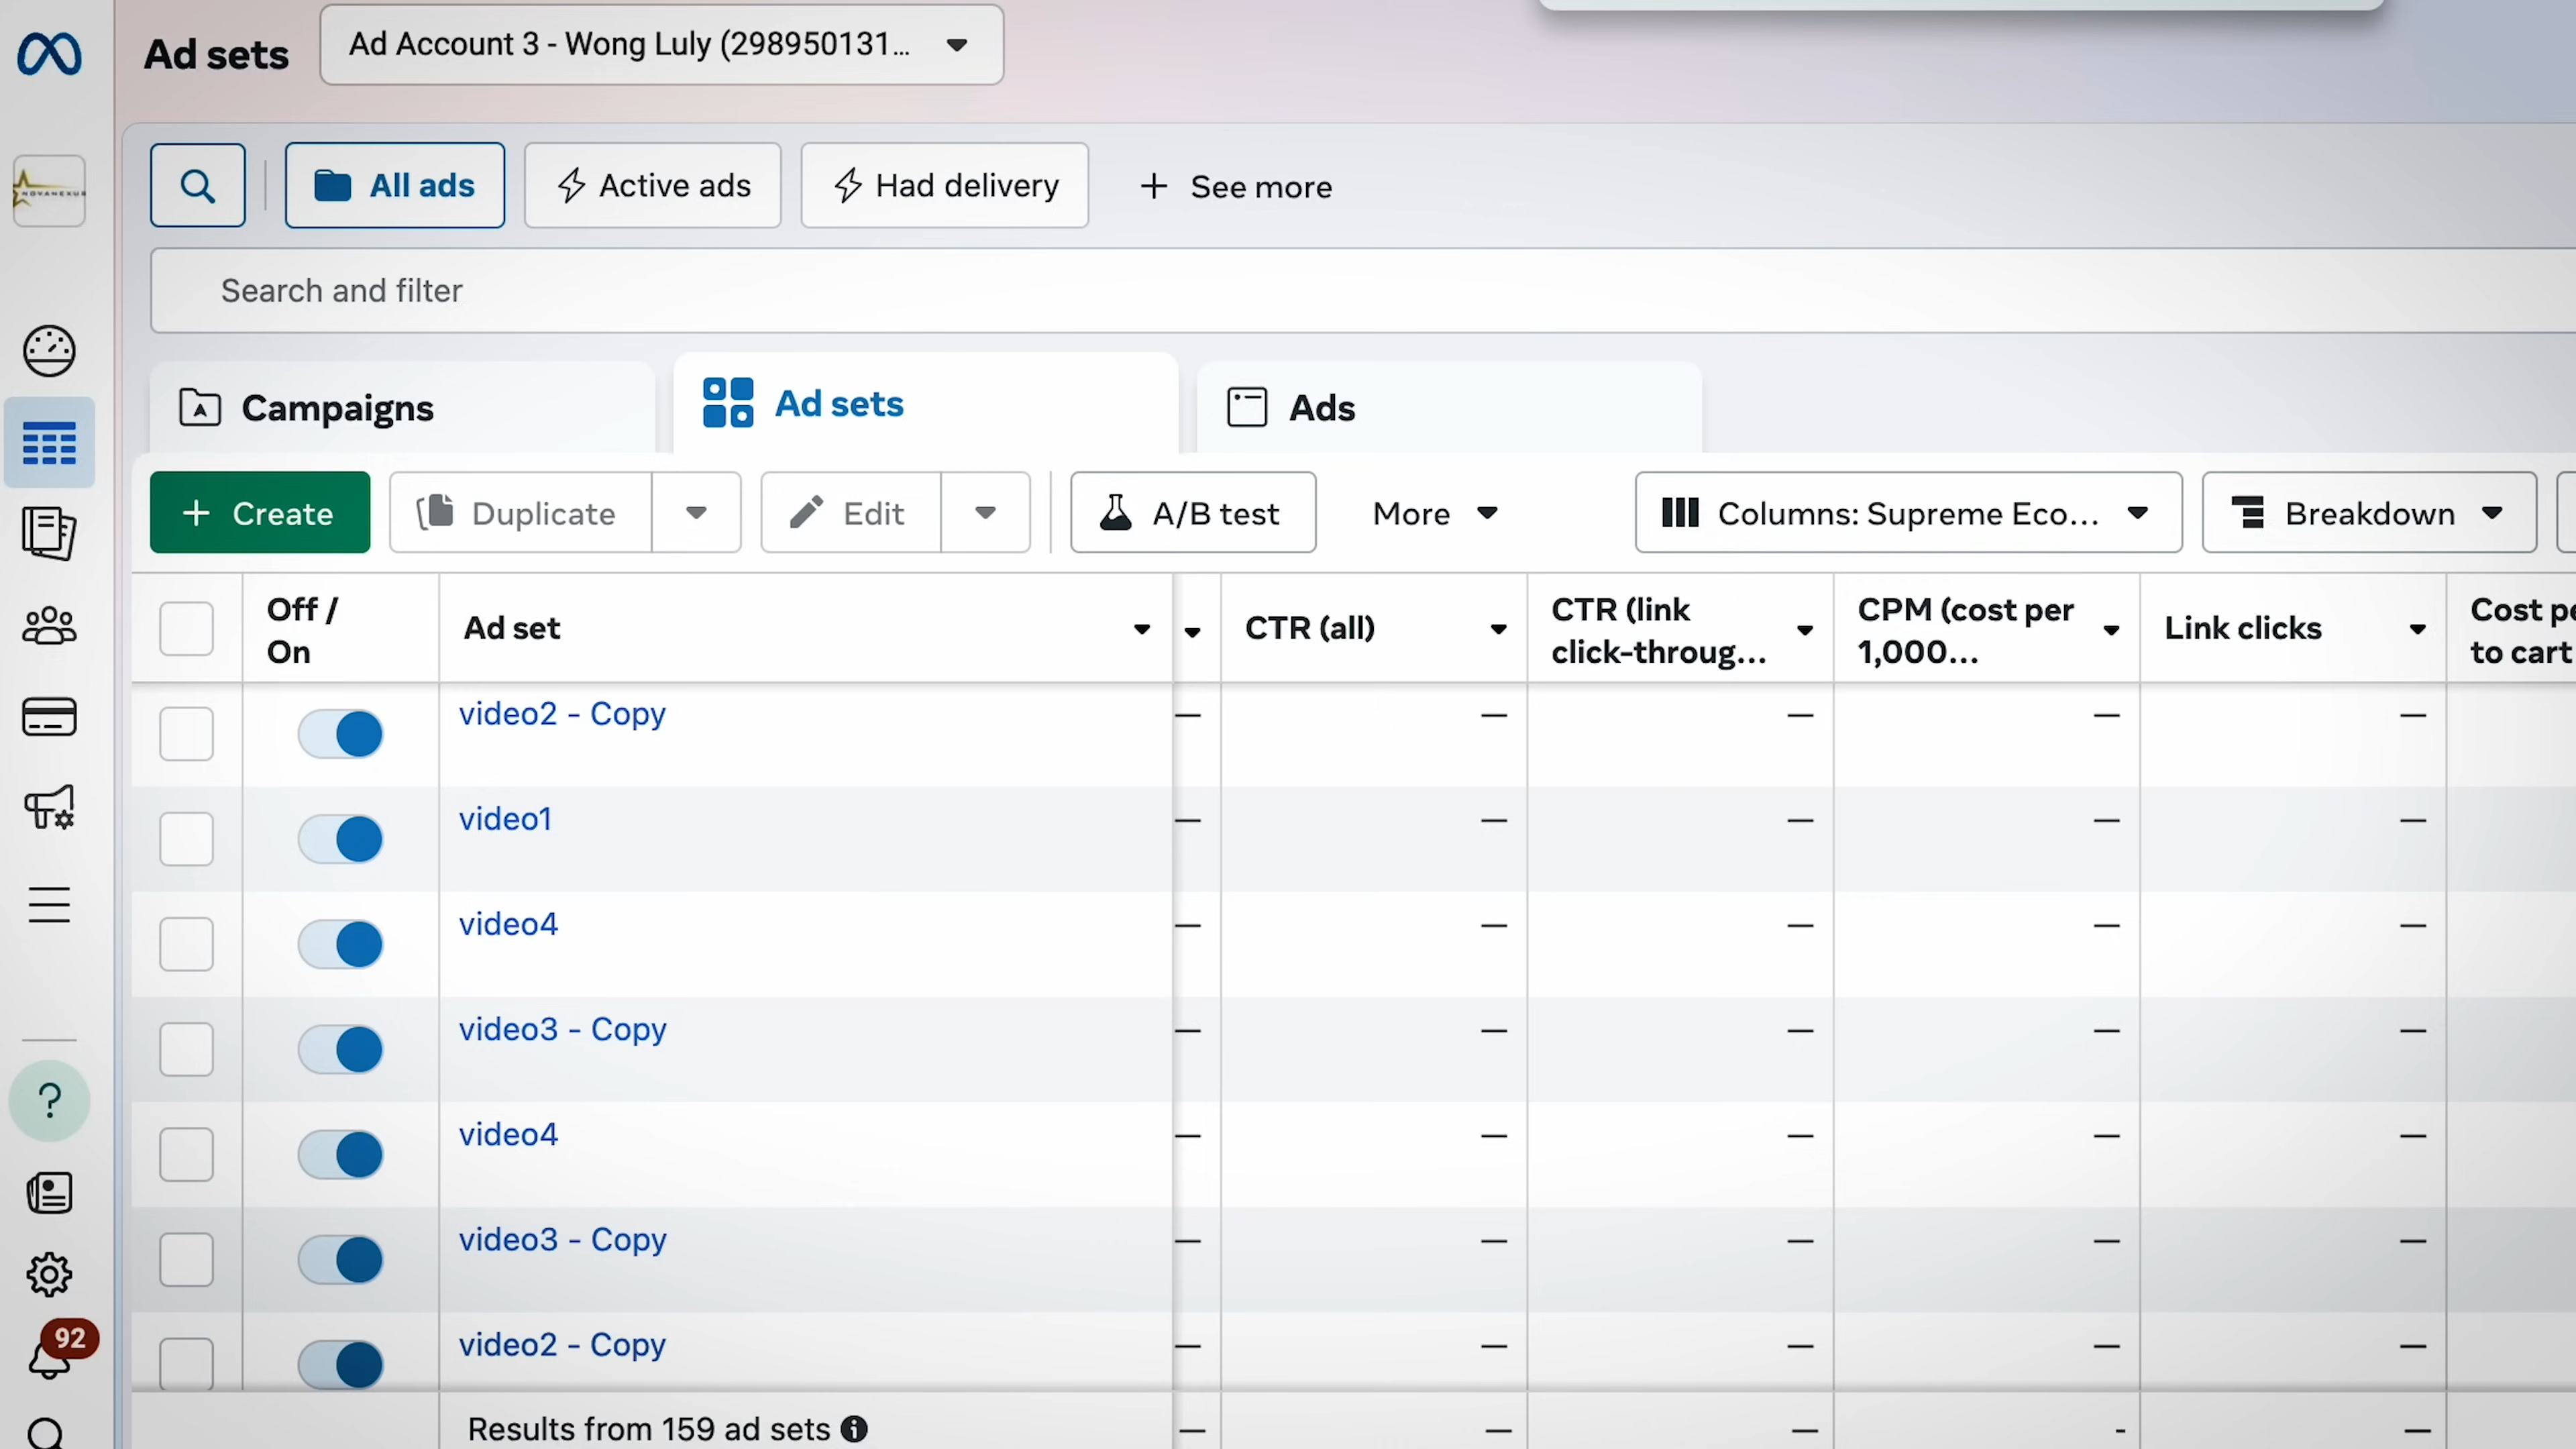 Ad sets
Ad Account 3 - Wong Luly (298950131...
NOVANEXUS
All ads
Active ads
Had delivery
+ See more
Search and filter
Campaigns
Ad sets
Ads
+ Create
Duplicate
Edit
A/B test
More
Columns: Supreme Eco...
Breakdown
Off / On
Ad set
CTR (all)
CTR (link click-throug...
CPM (cost per 1,000...
Link clicks
Cost pe
to cart
video2 - Copy
— — — — —
video1
— — — — —
video4
— — — — —
video3 - Copy
— — — — —
video4
— — — — —
video3 - Copy
— — — — —
video2 - Copy
— — — — —
?
92
Results from 159 ad sets
— — — - —